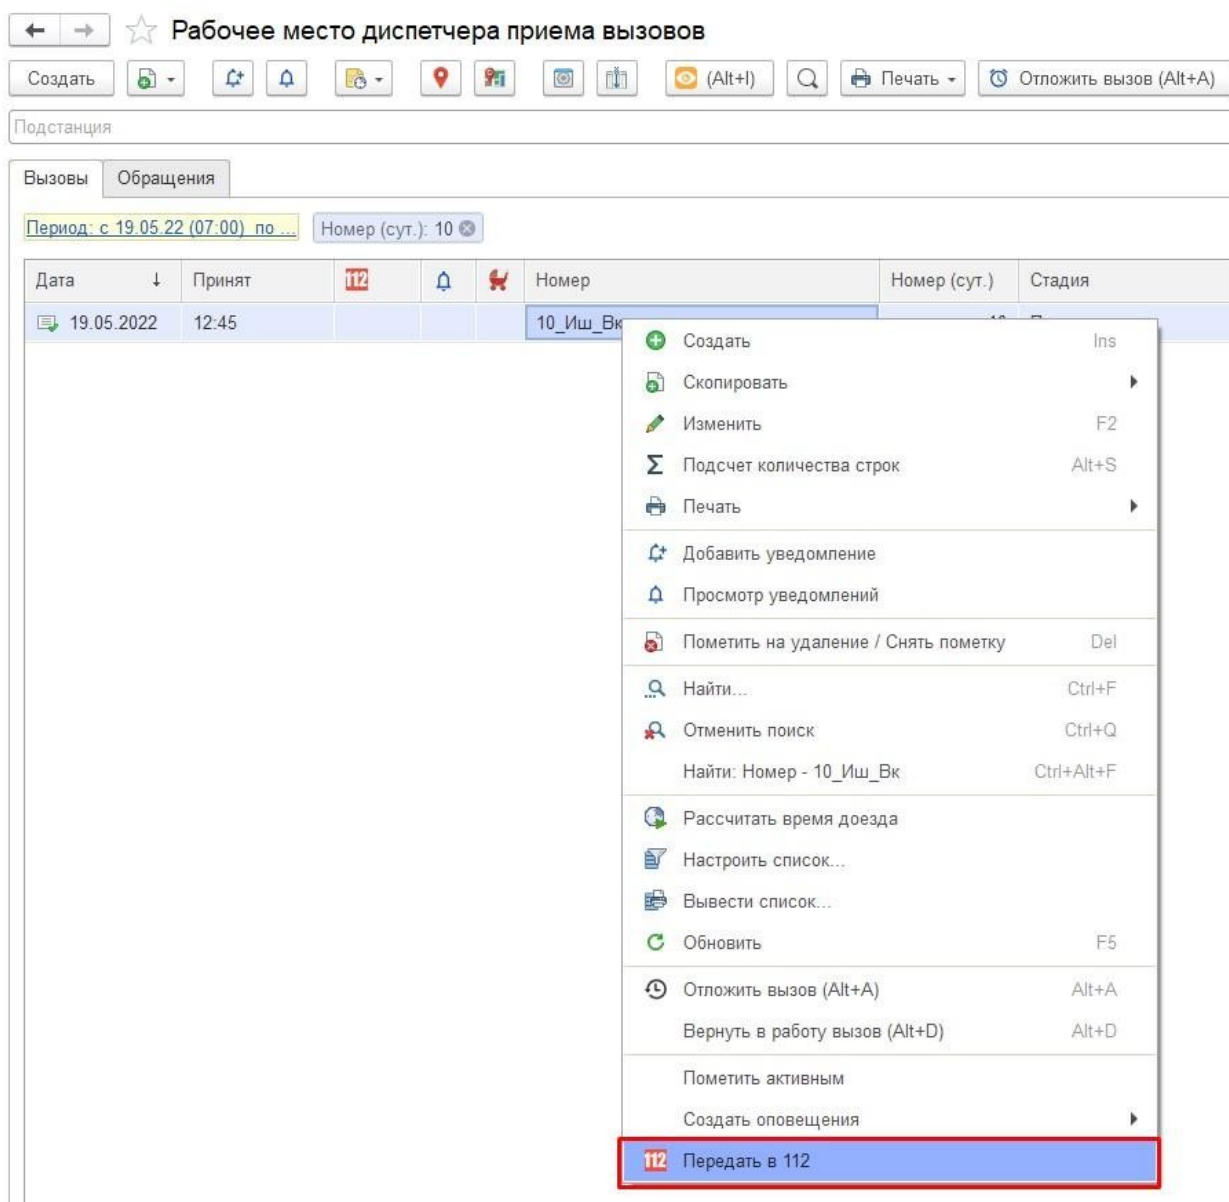 Рабочее место диспетчера приема вызовов
Создать (Alt+I) Печать Отложить вызов (Alt+A)
Подстанция
Вызовы Обращения
Период: с 19.05.22 (07:00) по ... Номер (сут.): 10
Дата ↓ Принят 112 Номер Номер (сут.) Стадия
19.05.2022 12:45 10_Иш_Вк
Создать Ins
Скопировать
Изменить F2
Подсчет количества строк Alt+S
Печать
Добавить уведомление
Просмотр уведомлений
Пометить на удаление / Снять пометку Del
Найти... Ctrl+F
Отменить поиск Ctrl+Q
Найти: Номер - 10_Иш_Вк Ctrl+Alt+F
Рассчитать время доезда
Настроить список...
Вывести список...
Обновить F5
Отложить вызов (Alt+A) Alt+A
Вернуть в работу вызов (Alt+D) Alt+D
Пометить активным
Создать оповещения
112 Передать в 112